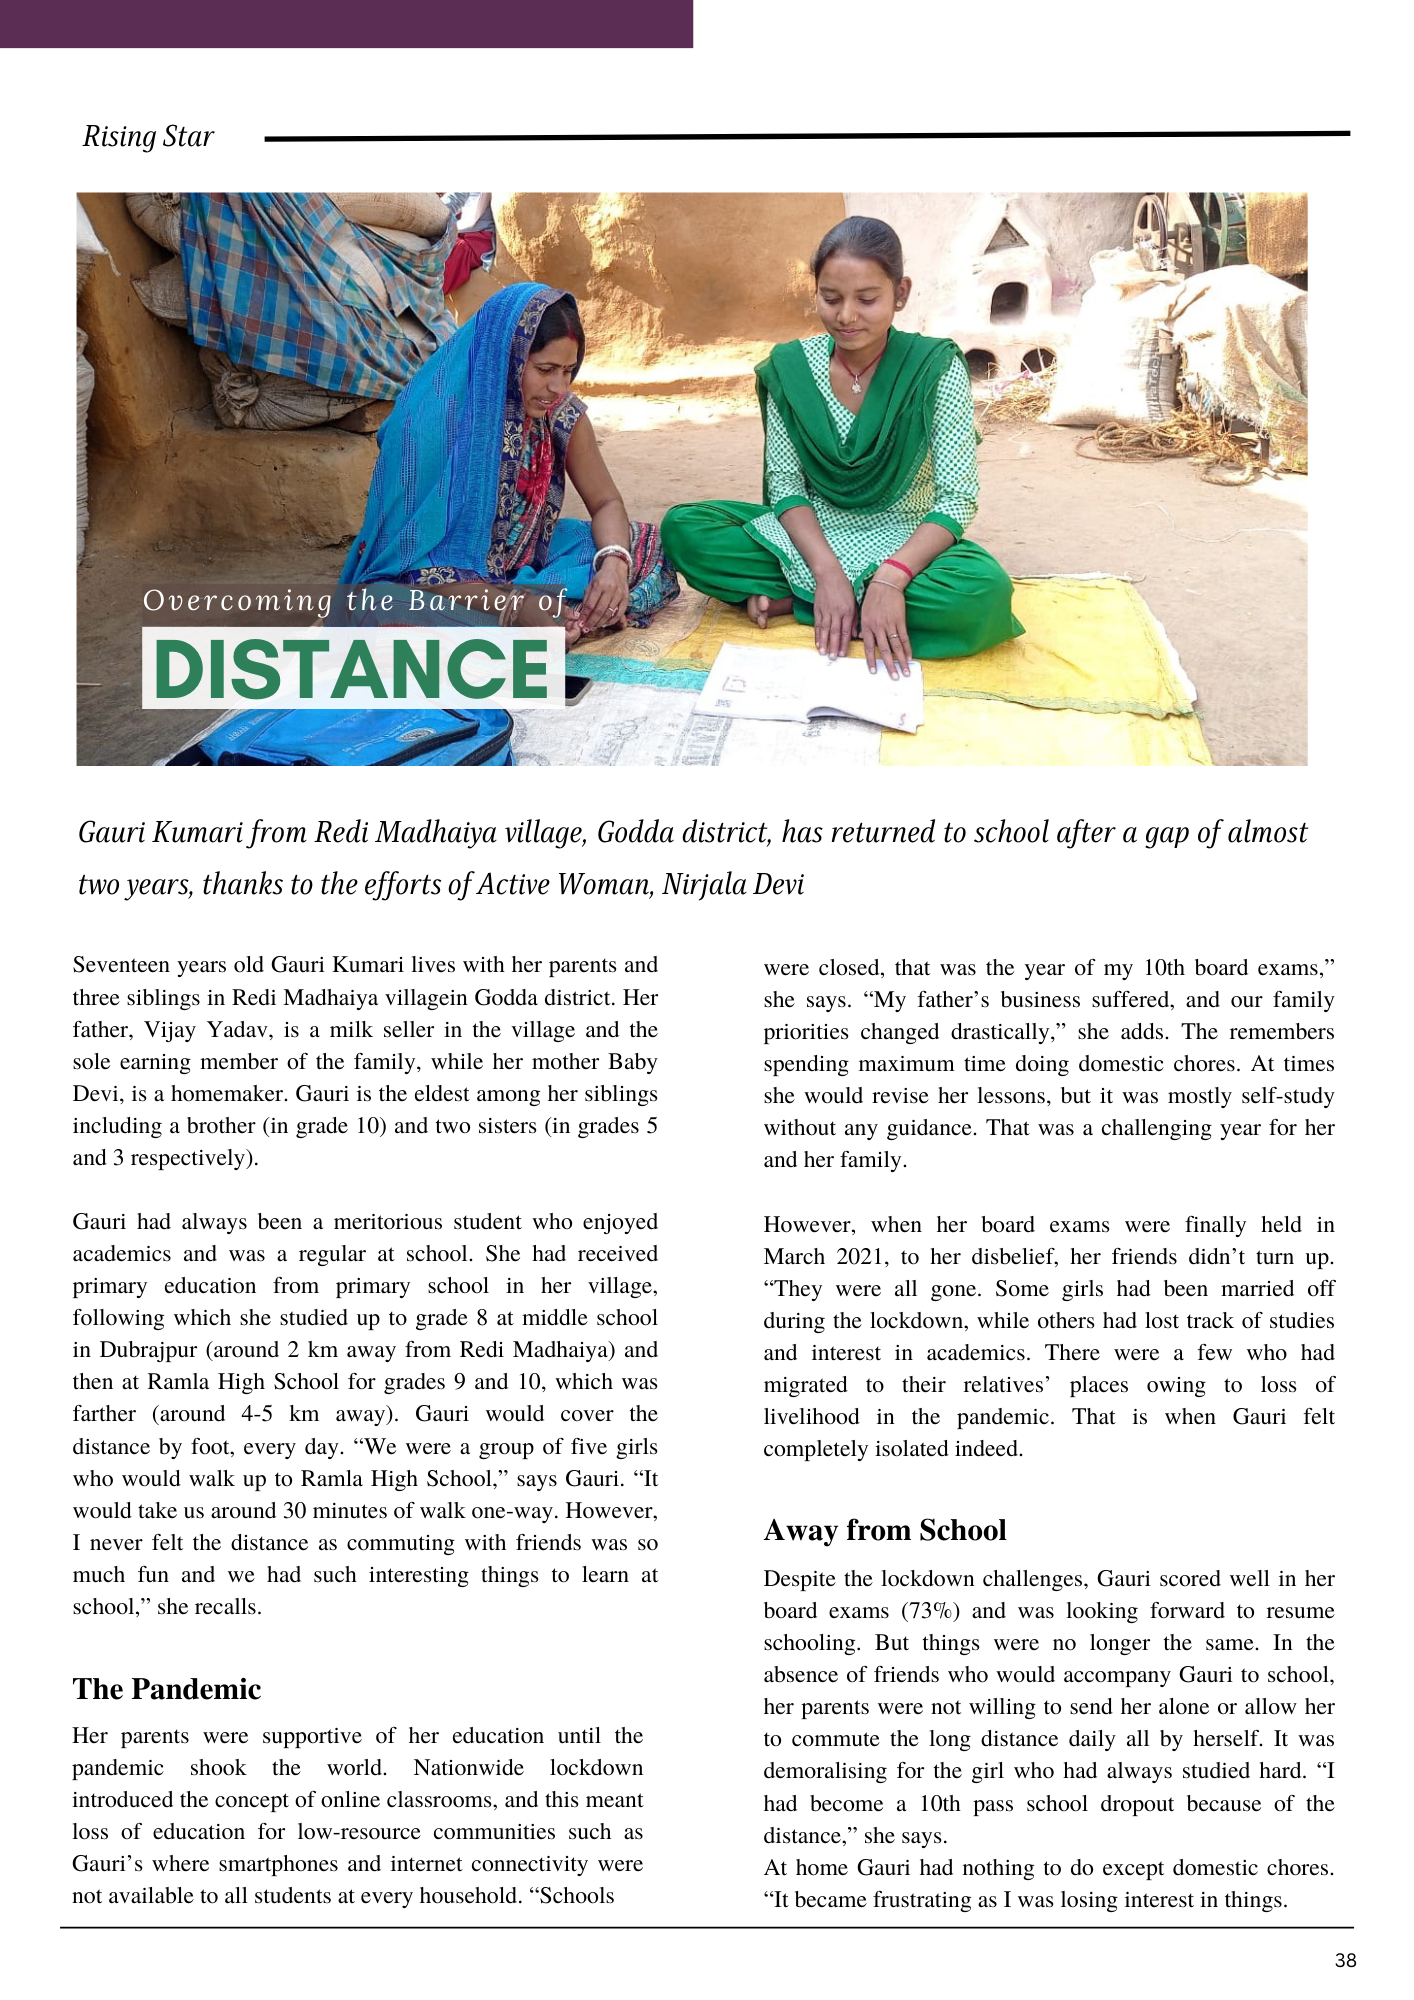 Rising Star
Overcoming the Barrier of
DISTANCE
Gauri Kumari from Redi Madhaiya village, Godda district, has returned to school after a gap of almost
two years, thanks to the efforts of Active Woman, Nirjala Devi
Seventeen years old Gauri Kumari lives with her parents and
three siblings in Redi Madhaiya villagein Godda district. Her
father, Vijay Yadav, is a milk seller in the village and the
sole earning member of the family, while her mother Baby
Devi, is a homemaker. Gauri is the eldest among her siblings
including a brother (in grade 10) and two sisters (in grades 5
and 3 respectively).
Gauri had always been a meritorious student who enjoyed
academics and was a regular at school. She had received
primary education from primary school in her village,
following which she studied up to grade 8 at middle school
in Dubrajpur (around 2 km away from Redi Madhaiya) and
then at Ramla High School for grades 9 and 10, which was
farther (around 4-5 km away). Gauri would cover the
distance by foot, every day. “We were a group of five girls
who would walk up to Ramla High School,” says Gauri. “It
would take us around 30 minutes of walk one-way. However,
I never felt the distance as commuting with friends was so
much fun and we had such interesting things to learn at
school,” she recalls.
The Pandemic
Her parents were supportive of her education until the
pandemic shook the world. Nationwide lockdown
introduced the concept of online classrooms, and this meant
loss of education for low-resource communities such as
Gauri’s where smartphones and internet connectivity were
not available to all students at every household. “Schools
were closed, that was the year of my 10th board exams,”
she says. “My father’s business suffered, and our family
priorities changed drastically,” she adds. The remembers
spending maximum time doing domestic chores. At times
she would revise her lessons, but it was mostly self-study
without any guidance. That was a challenging year for her
and her family.
However, when her board exams were finally held in
March 2021, to her disbelief, her friends didn’t turn up.
“They were all gone. Some girls had been married off
during the lockdown, while others had lost track of studies
and interest in academics. There were a few who had
migrated to their relatives’ places owing to loss of
livelihood in the pandemic. That is when Gauri felt
completely isolated indeed.
Away from School
Despite the lockdown challenges, Gauri scored well in her
board exams (73%) and was looking forward to resume
schooling. But things were no longer the same. In the
absence of friends who would accompany Gauri to school,
her parents were not willing to send her alone or allow her
to commute the long distance daily all by herself. It was
demoralising for the girl who had always studied hard. “I
had become a 10th pass school dropout because of the
distance,” she says.
At home Gauri had nothing to do except domestic chores.
“It became frustrating as I was losing interest in things.
38